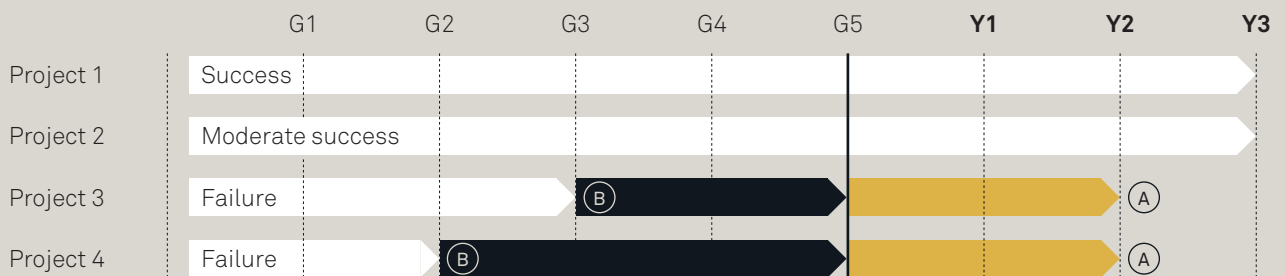 G1 G2 G3 G4 G5 Y1 Y2 Y3
Project 1 Success
Project 2 Moderate success
Project 3 Failure B A
Project 4 Failure B A